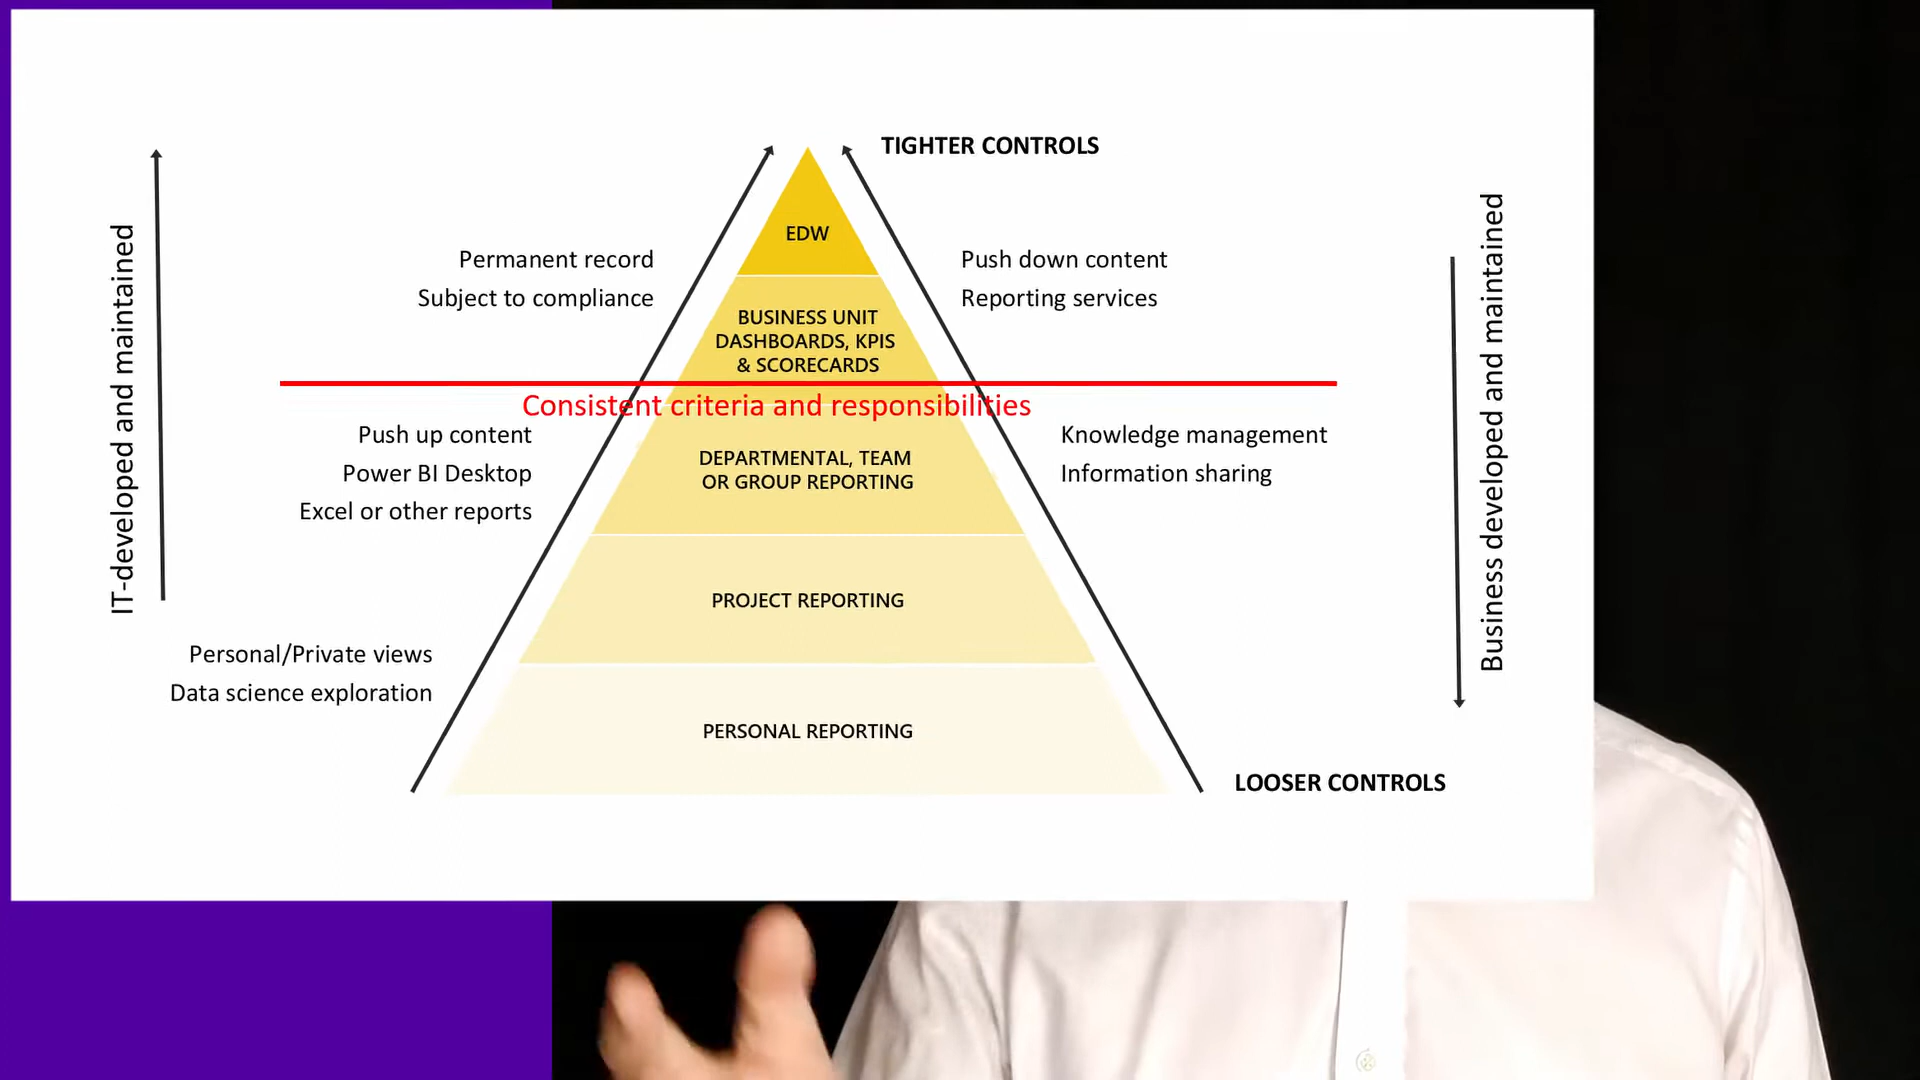 TIGHTER CONTROLS
EDW
Permanent record
Subject to compliance
Push down content
Reporting services
BUSINESS UNIT
DASHBOARDS, KPIS
& SCORECARDS
Consistent criteria and responsibilities
Push up content
Power BI Desktop
Excel or other reports
Knowledge management
Information sharing
DEPARTMENTAL, TEAM
OR GROUP REPORTING
PROJECT REPORTING
Personal/Private views
Data science exploration
PERSONAL REPORTING
LOOSER CONTROLS
IT-developed and maintained
Business developed and maintained